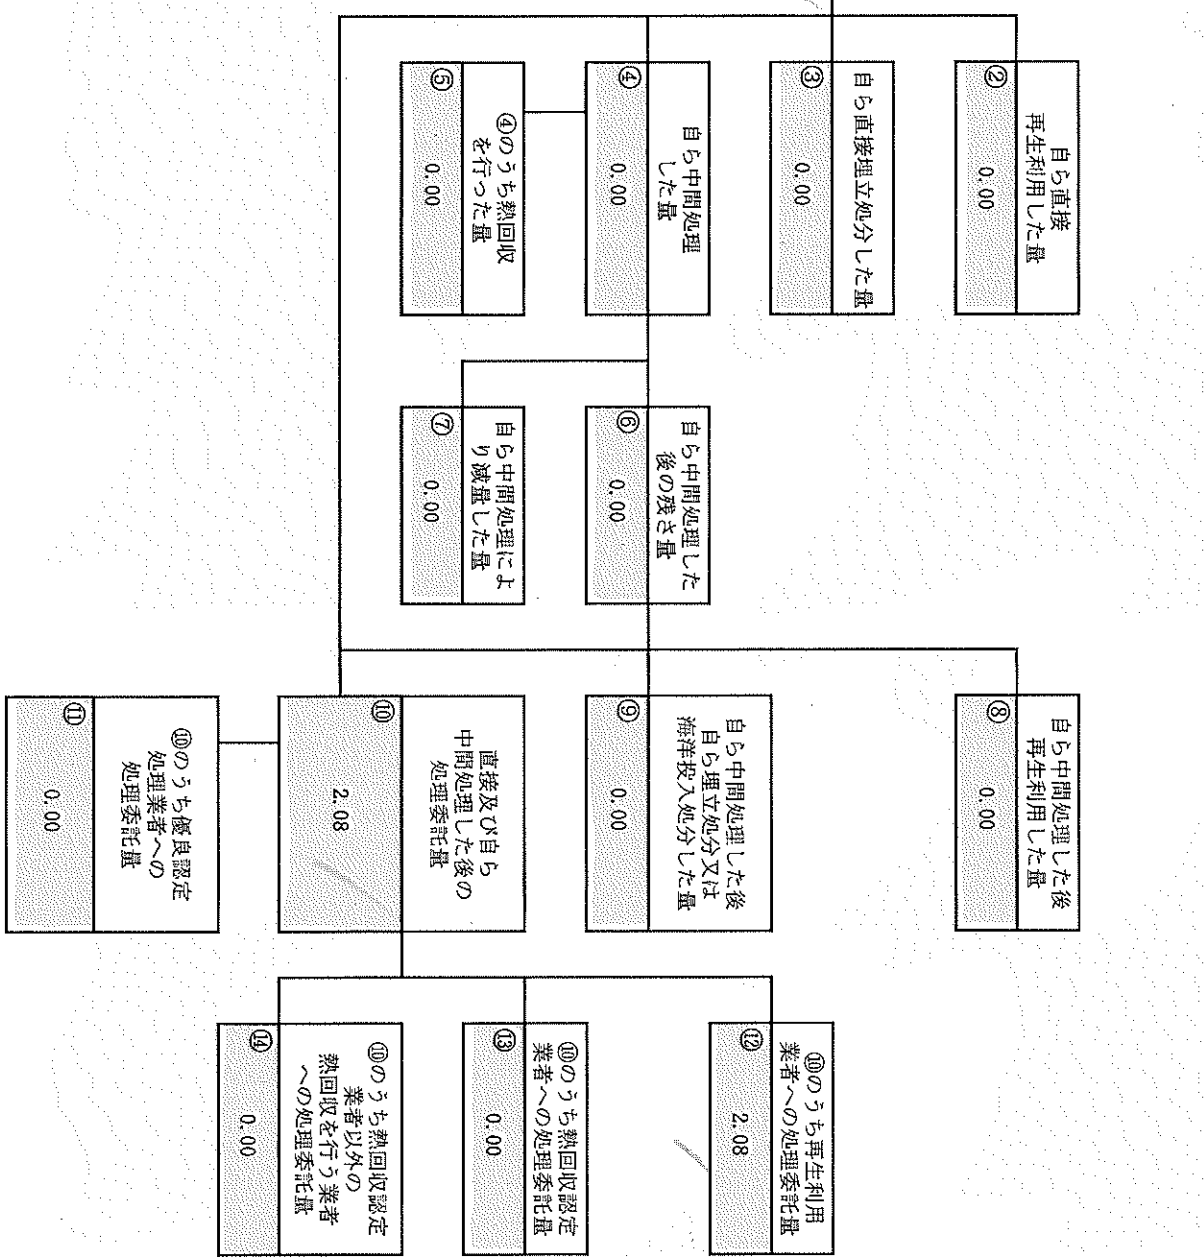 ②
自ら直接
再生利用した量
0.00
③
自ら直接埋立処分した量
0.00
④
自ら中間処理
した量
0.00
⑤
④のうち熱回収
を行った量
0.00
⑥
自ら中間処理した
後の残さ量
0.00
⑦
自ら中間処理によ
り減量した量
0.00
⑧
自ら中間処理した後
再生利用した量
0.00
⑨
自ら中間処理した後
自ら埋立処分又は
海洋投入処分した量
0.00
⑩
直接及び自ら
中間処理した後の
処理委託量
2.08
⑪
⑩のうち優良認定
処理業者への
処理委託量
0.00
⑫
⑩のうち再生利用
業者への処理委託量
2.08
⑬
⑩のうち熱回収認定
業者への処理委託量
0.00
⑭
⑩のうち熱回収認定
業者以外の
熱回収を行う業者
への処理委託量
0.00